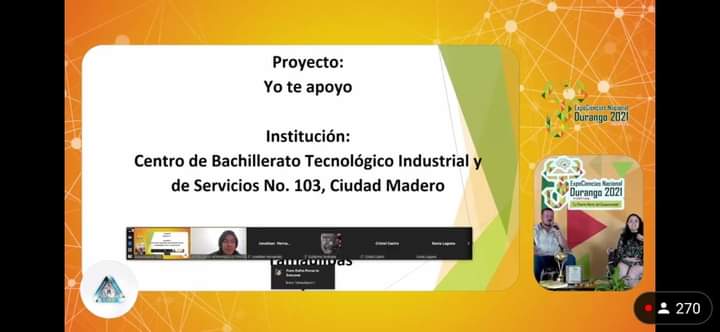 Proyecto:
Yo te apoyo
Institución:
Centro de Bachillerato Tecnológico Industrial y
de Servicios No. 103, Ciudad Madero
Tamaulipas
ExpoCiencias Nacional
Durango 2021
ExpoCiencias Nacional
Durango 2021
270